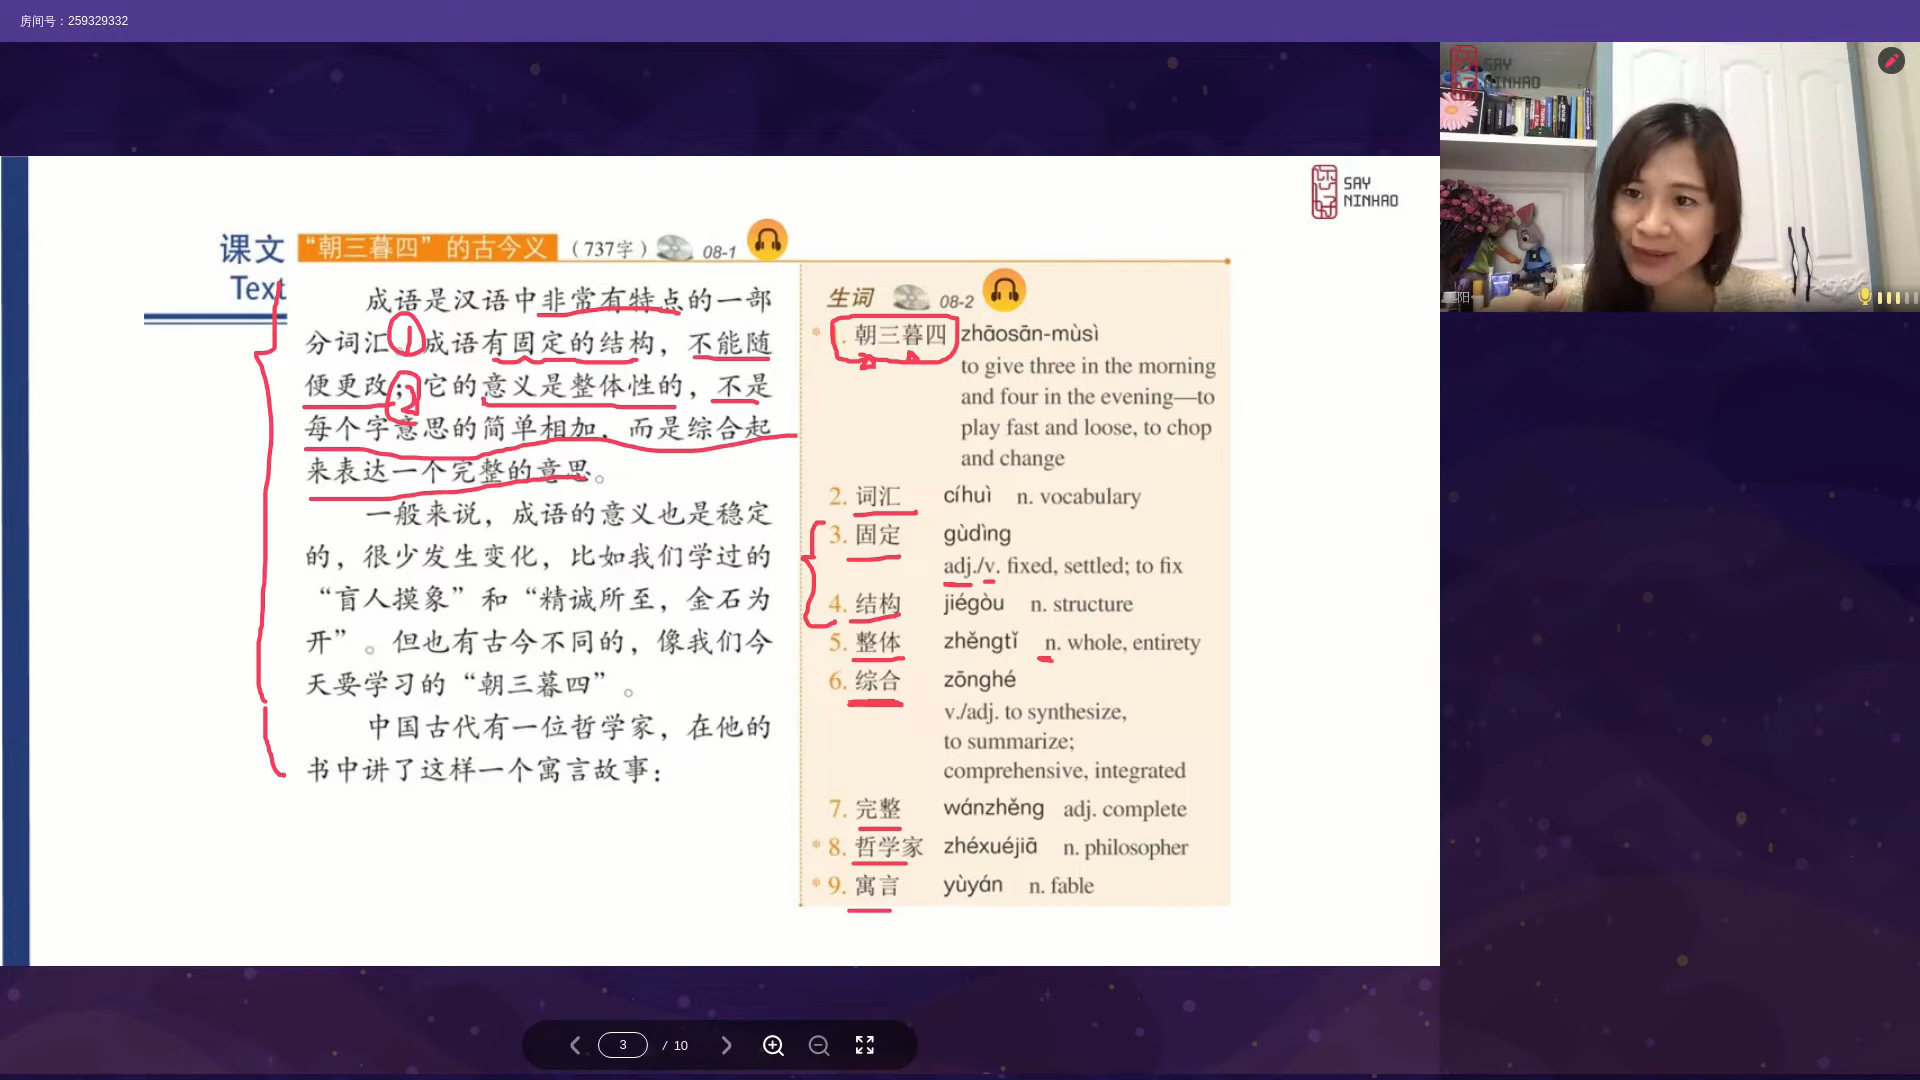 房间号：259329332
SAY
NINHAO
SAY
NINHAO
课文
Text
“朝三暮四”的古今义
（737字）
08-1
成语是汉语中非常有特点的一部
分词汇。成语有固定的结构，不能随
便更改；它的意义是整体性的，不是
每个字意思的简单相加，而是综合起
来表达一个完整的意思。
一般来说，成语的意义也是稳定
的，很少发生变化，比如我们学过的
“盲人摸象”和“精诚所至，金石为
开”。但也有古今不同的，像我们今
天要学习的“朝三暮四”。
中国古代有一位哲学家，在他的
书中讲了这样一个寓言故事：
1
2
生词
08-2
* . 朝三暮四 zhāosān-mùsì
to give three in the morning
and four in the evening—to
play fast and loose, to chop
and change
2. 词汇 cíhuì n. vocabulary
3. 固定 gùdìng
adj./v. fixed, settled; to fix
4. 结构 jiégòu n. structure
5. 整体 zhěngtǐ n. whole, entirety
6. 综合 zōnghé
v./adj. to synthesize,
to summarize;
comprehensive, integrated
7. 完整 wánzhěng adj. complete
* 8. 哲学家 zhéxuéjiā n. philosopher
* 9. 寓言 yùyán n. fable
3 / 10